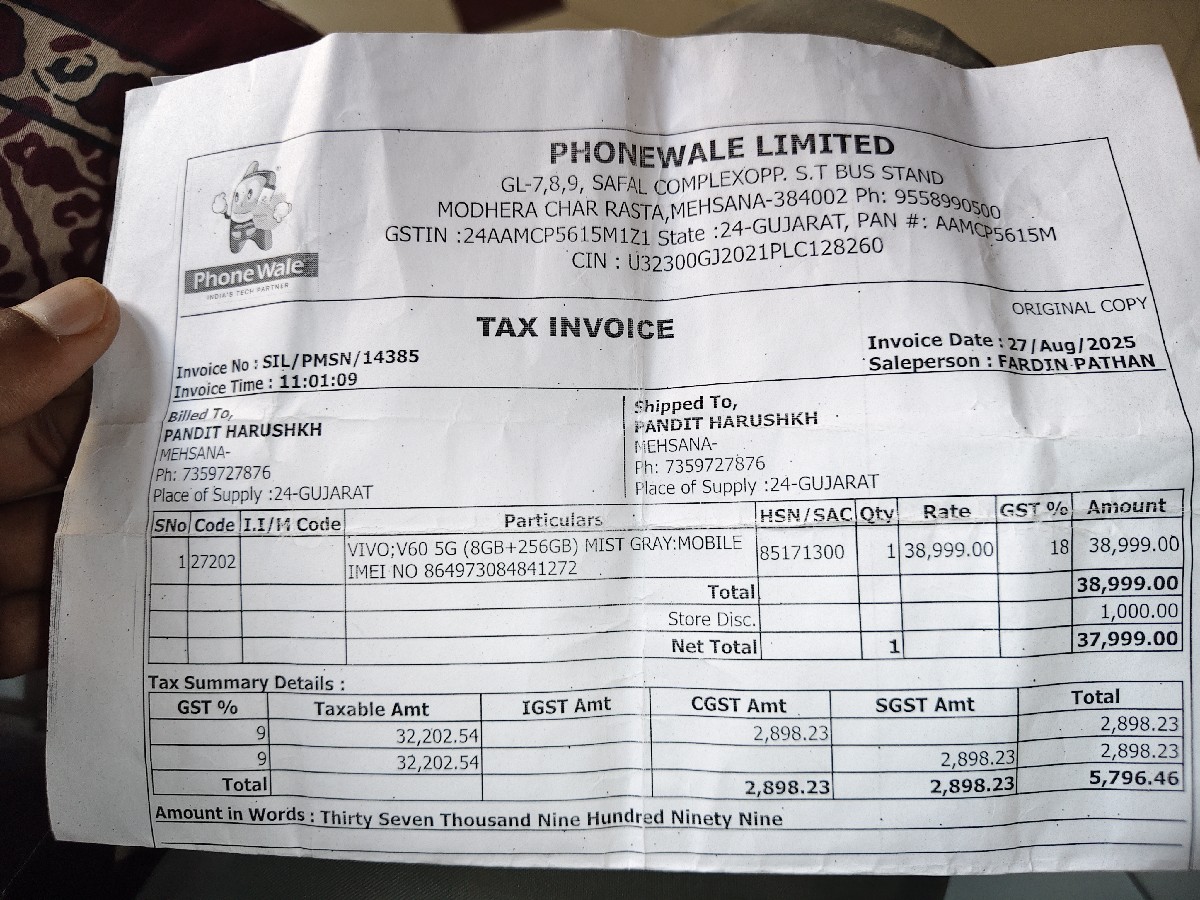 PHONEWALE LIMITED
GL-7,8,9, SAFAL COMPLEXOPP. S.T BUS STAND
MODHERA CHAR RASTA,MEHSANA-384002 Ph: 9558990500
GSTIN :24AAMCP5615M1Z1 State :24-GUJARAT, PAN #: AAMCP5615M
CIN : U32300GJ2021PLC128260
Phone Wale
INDIA'S TECH PARTNER
ORIGINAL COPY
TAX INVOICE
Invoice No : SIL/PMSN/14385
Invoice Time : 11:01:09
Invoice Date : 27/Aug/2025
Saleperson : FARDIN PATHAN
Billed To,
PANDIT HARUSHKH
MEHSANA-
Ph: 7359727876
Place of Supply :24-GUJARAT
Shipped To,
PANDIT HARUSHKH
MEHSANA-
Ph: 7359727876
Place of Supply :24-GUJARAT
SNo Code I.I/M Code Particulars HSN/SAC Qty Rate GST % Amount
1 27202 VIVO;V60 5G (8GB+256GB) MIST GRAY:MOBILE 85171300 1 38,999.00 18 38,999.00
IMEI NO 864973084841272
Total 38,999.00
Store Disc. 1,000.00
Net Total 1 37,999.00
Tax Summary Details :
GST % Taxable Amt IGST Amt CGST Amt SGST Amt Total
9 32,202.54 2,898.23 2,898.23
9 32,202.54 2,898.23 2,898.23
Total 2,898.23 2,898.23 5,796.46
Amount in Words : Thirty Seven Thousand Nine Hundred Ninety Nine